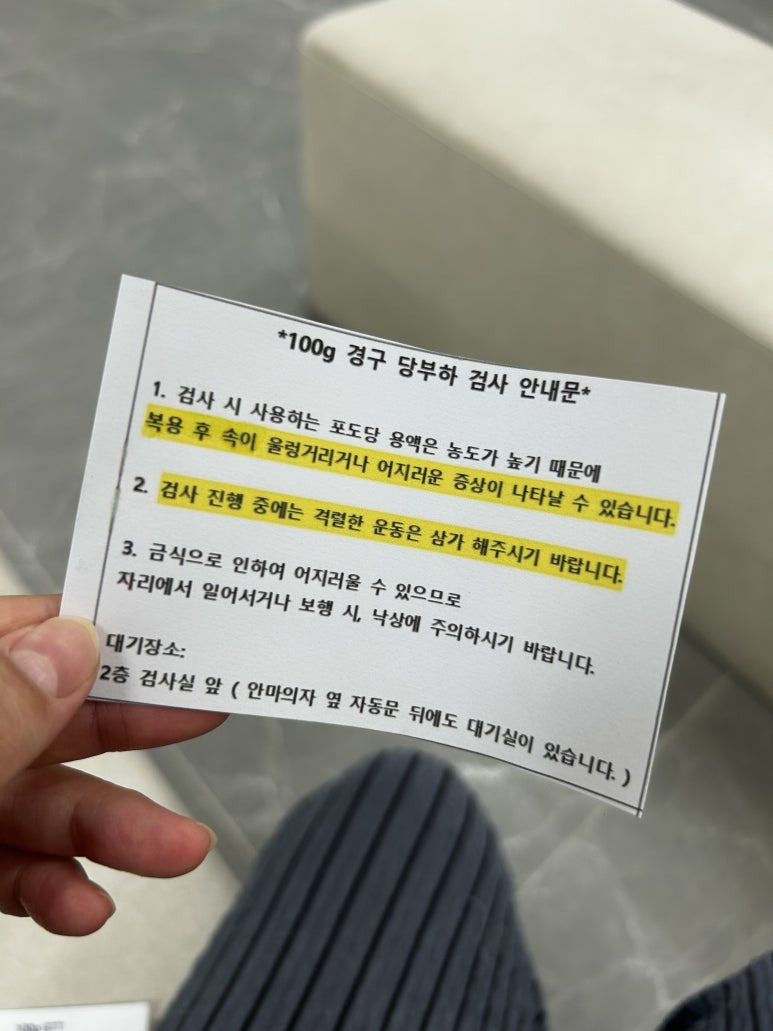 *100g 경구 당부하 검사 안내문*
1. 검사 시 사용하는 포도당 용액은 농도가 높기 때문에
복용 후 속이 울렁거리거나 어지러운 증상이 나타날 수 있습니다.
2. 검사 진행 중에는 격렬한 운동은 삼가 해주시기 바랍니다.
3. 금식으로 인하여 어지러울 수 있으므로
자리에서 일어서거나 보행 시, 낙상에 주의하시기 바랍니다.
대기장소:
2층 검사실 앞 ( 안마의자 옆 자동문 뒤에도 대기실이 있습니다. )